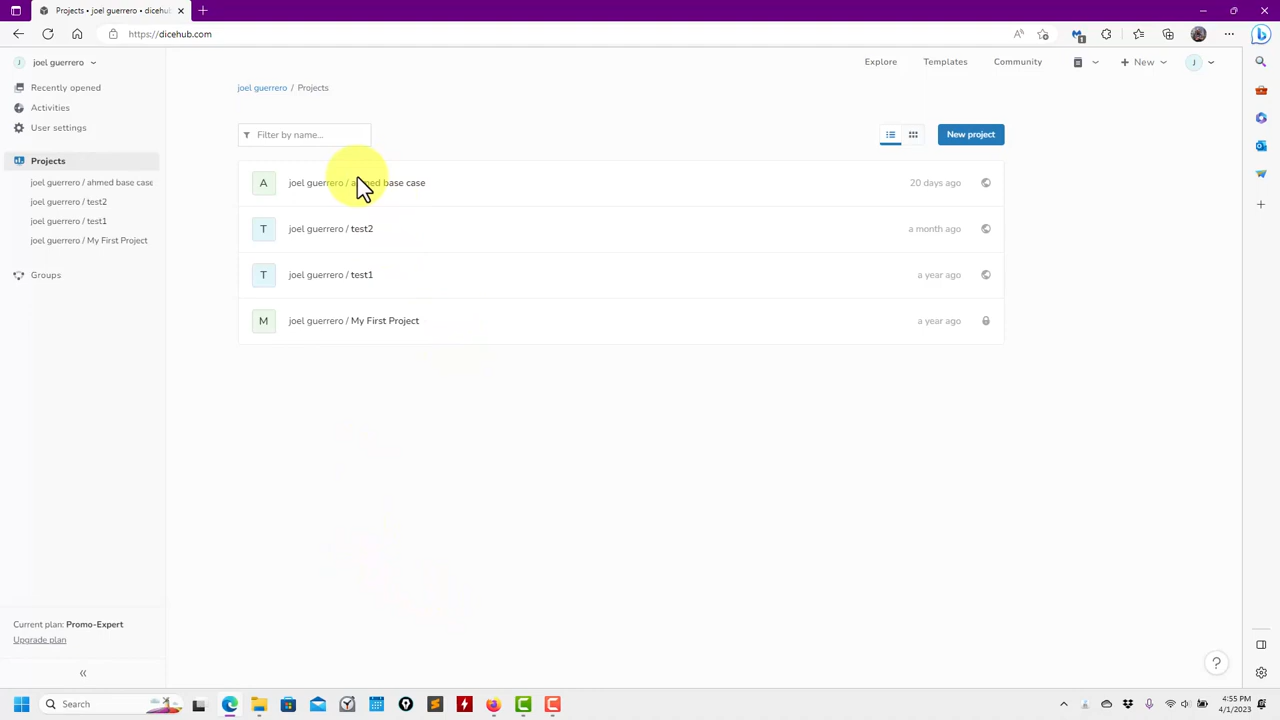 Projects • joel guerrero • dicehub
https://dicehub.com
1
joel guerrero
Explore
Templates
Community
New
J
Recently opened
Activities
User settings
Projects
joel guerrero / ahmed base case
joel guerrero / test2
joel guerrero / test1
joel guerrero / My First Project
Groups
joel guerrero / Projects
Filter by name...
New project
A joel guerrero / ahmed base case 20 days ago
T joel guerrero / test2 a month ago
T joel guerrero / test1 a year ago
M joel guerrero / My First Project a year ago
Current plan: Promo-Expert
Upgrade plan
?
Search
:55 PM
4/1/2023